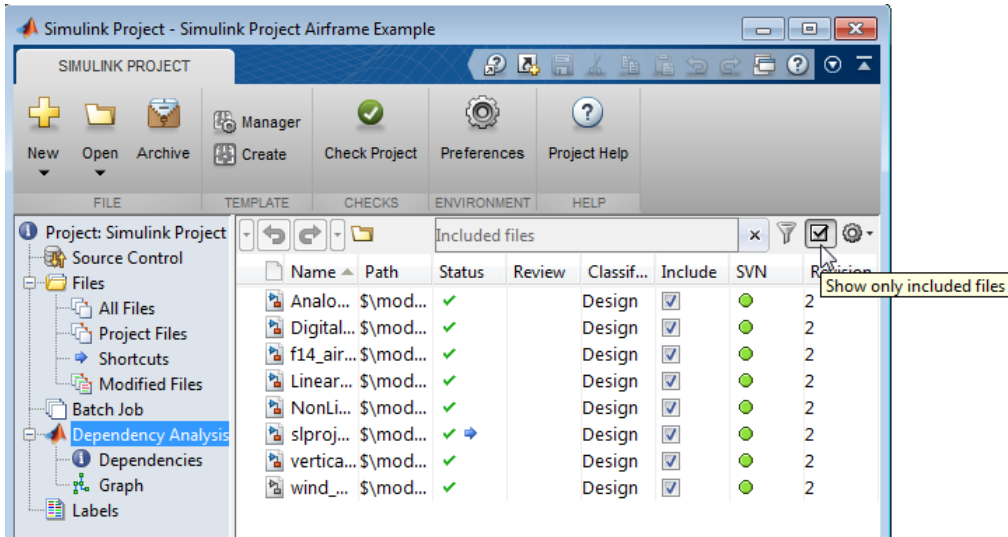 Simulink Project - Simulink Project Airframe Example
SIMULINK PROJECT
New
Open
Archive
Manager
Create
Check Project
Preferences
Project Help
FILE
TEMPLATE
CHECKS
ENVIRONMENT
HELP
Project: Simulink Project
Source Control
Files
All Files
Project Files
Shortcuts
Modified Files
Batch Job
Dependency Analysis
Dependencies
Graph
Labels
Included files
Name Path Status Review Classif... Include SVN Revision
Show only included files
Analo... $\mod... Design 2
Digital... $\mod... Design 2
f14_air... $\mod... Design 2
Linear... $\mod... Design 2
NonLi... $\mod... Design 2
slproj... $\mod... Design 2
vertica... $\mod... Design 2
wind_... $\mod... Design 2